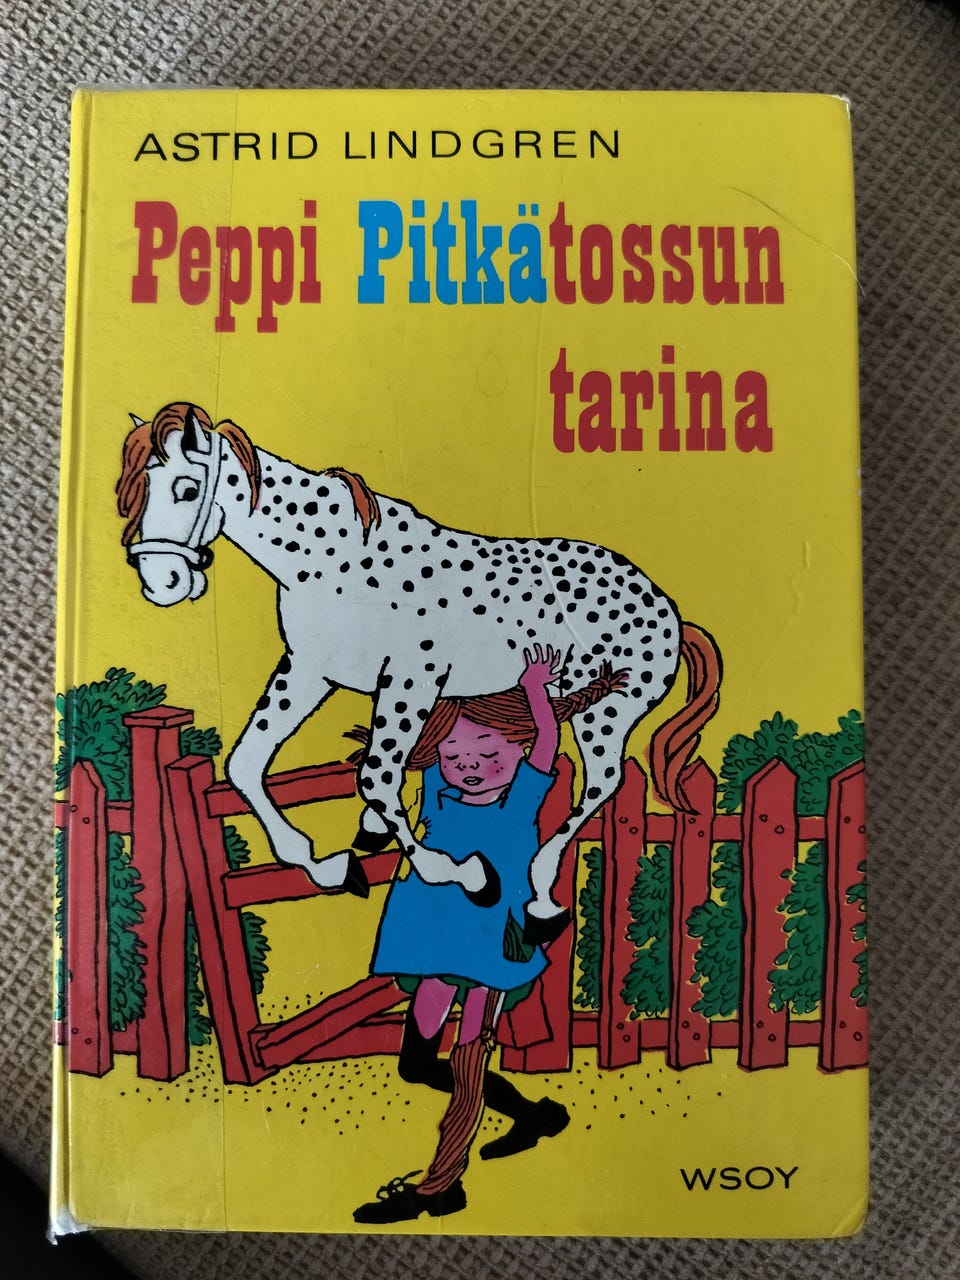 ASTRID LINDGREN
Peppi Pitkätossun
tarina
WSOY